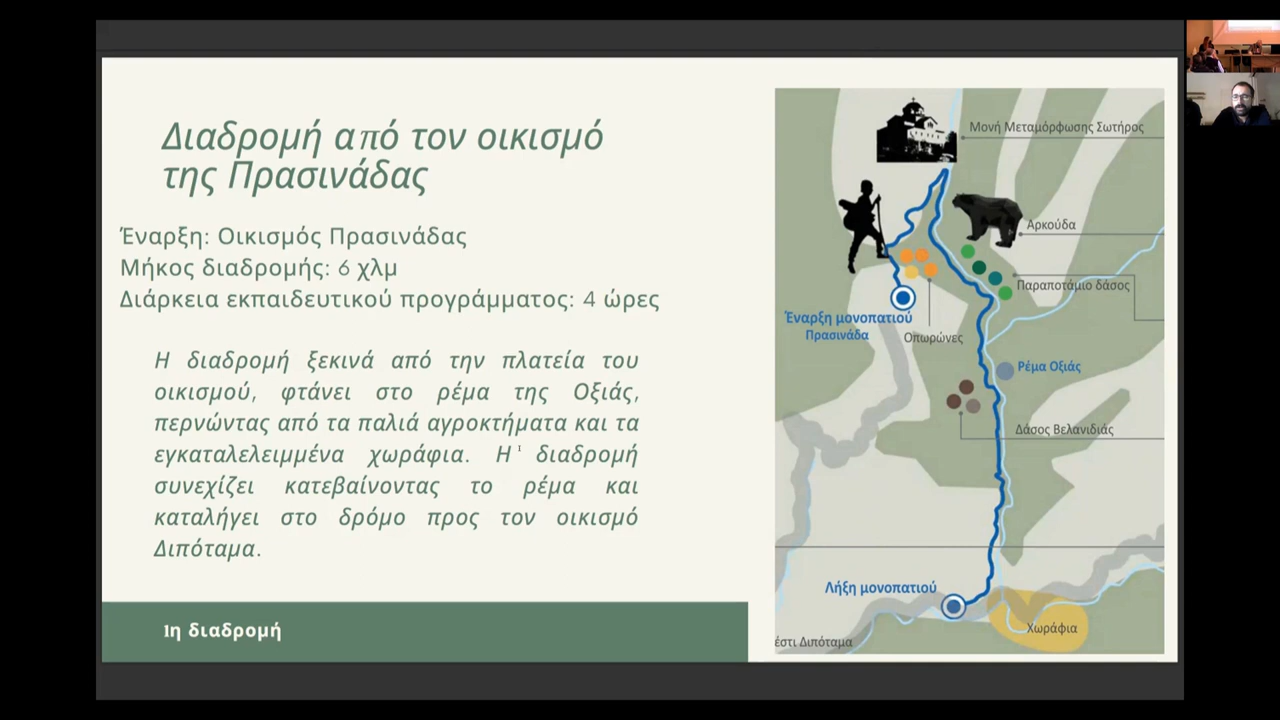 Διαδρομή από τον οικισμό
της Πρασινάδας
Έναρξη: Οικισμός Πρασινάδας
Μήκος διαδρομής: 6 χλμ
Διάρκεια εκπαιδευτικού προγράμματος: 4 ώρες
Η διαδρομή ξεκινά από την πλατεία του
οικισμού, φτάνει στο ρέμα της Οξιάς,
περνώντας από τα παλιά αγροκτήματα και τα
εγκαταλελειμμένα χωράφια. Η διαδρομή
συνεχίζει κατεβαίνοντας το ρέμα και
καταλήγει στο δρόμο προς τον οικισμό
Διπόταμα.
1η διαδρομή
Μονή Μεταμόρφωσης Σωτήρος
Αρκούδα
Παραποτάμιο δάσος
Έναρξη μονοπατιού
Πρασινάδα
Οπωρώνες
Ρέμα Οξιάς
Δάσος Βελανιδιάς
Λήξη μονοπατιού
Χωράφια
έστι Διπόταμα